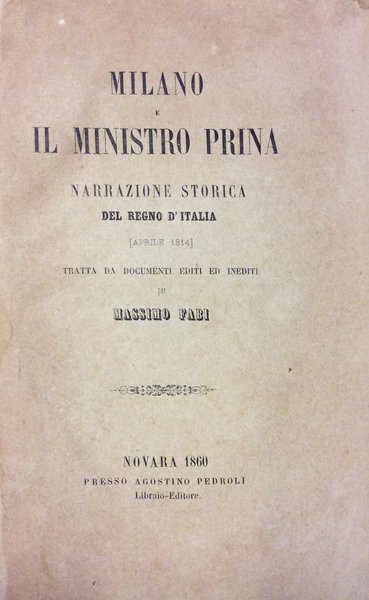 MILANO
E
IL MINISTRO PRINA
NARRAZIONE STORICA
DEL REGNO D'ITALIA
[APRILE 1814]
TRATTA DA DOCUMENTI EDITI ED INEDITI
per
MASSIMO FABI
NOVARA 1860
PRESSO AGOSTINO PEDROLI
Libraio-Editore.